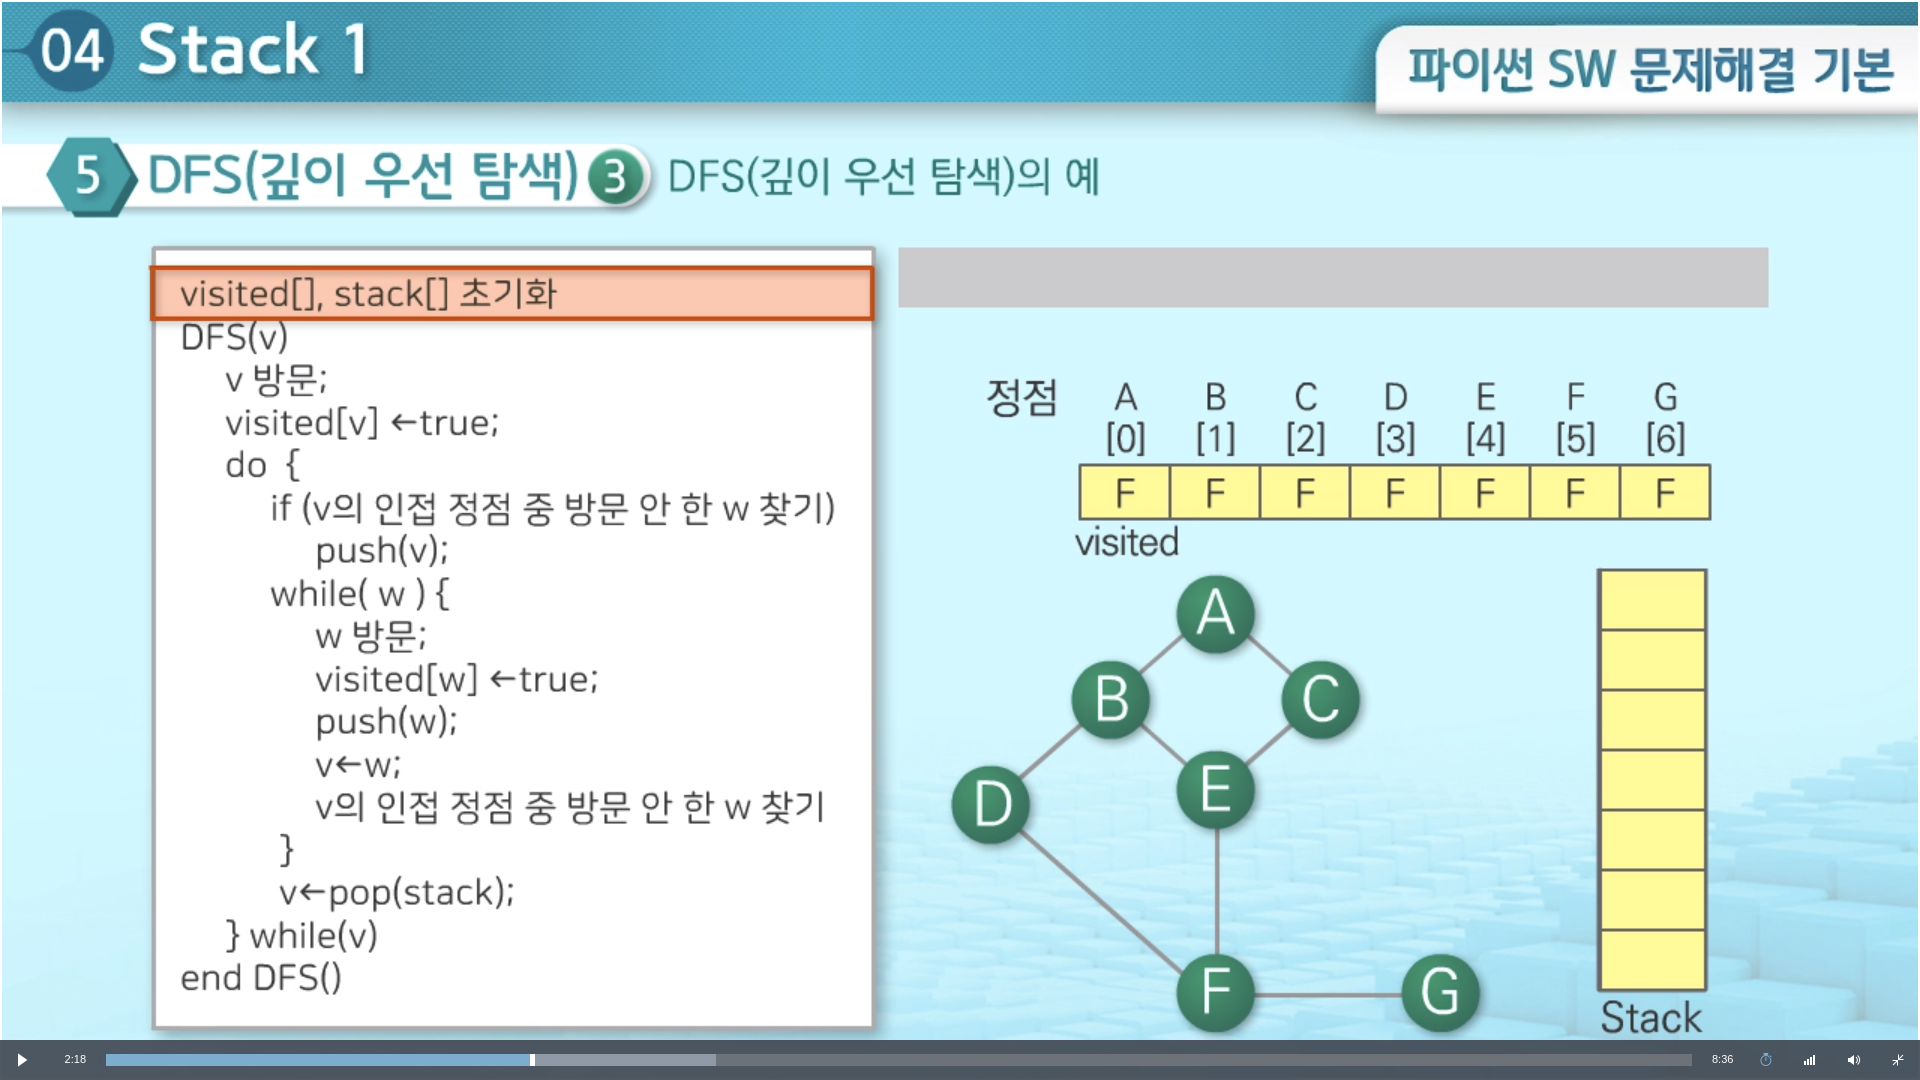 04 Stack 1
파이썬 SW 문제해결 기본
5 DFS(깊이 우선 탐색) 3 DFS(깊이 우선 탐색)의 예
visited[], stack[] 초기화
DFS(v)
v 방문;
visited[v] ←true;
do {
if (v의 인접 정점 중 방문 안 한 w 찾기)
push(v);
while( w ) {
w 방문;
visited[w] ←true;
push(w);
v←w;
v의 인접 정점 중 방문 안 한 w 찾기
}
v←pop(stack);
} while(v)
end DFS()
정점 A B C D E F G
[0] [1] [2] [3] [4] [5] [6]
F F F F F F F
visited
A
B C
D E
F G
Stack
2:18 8:36